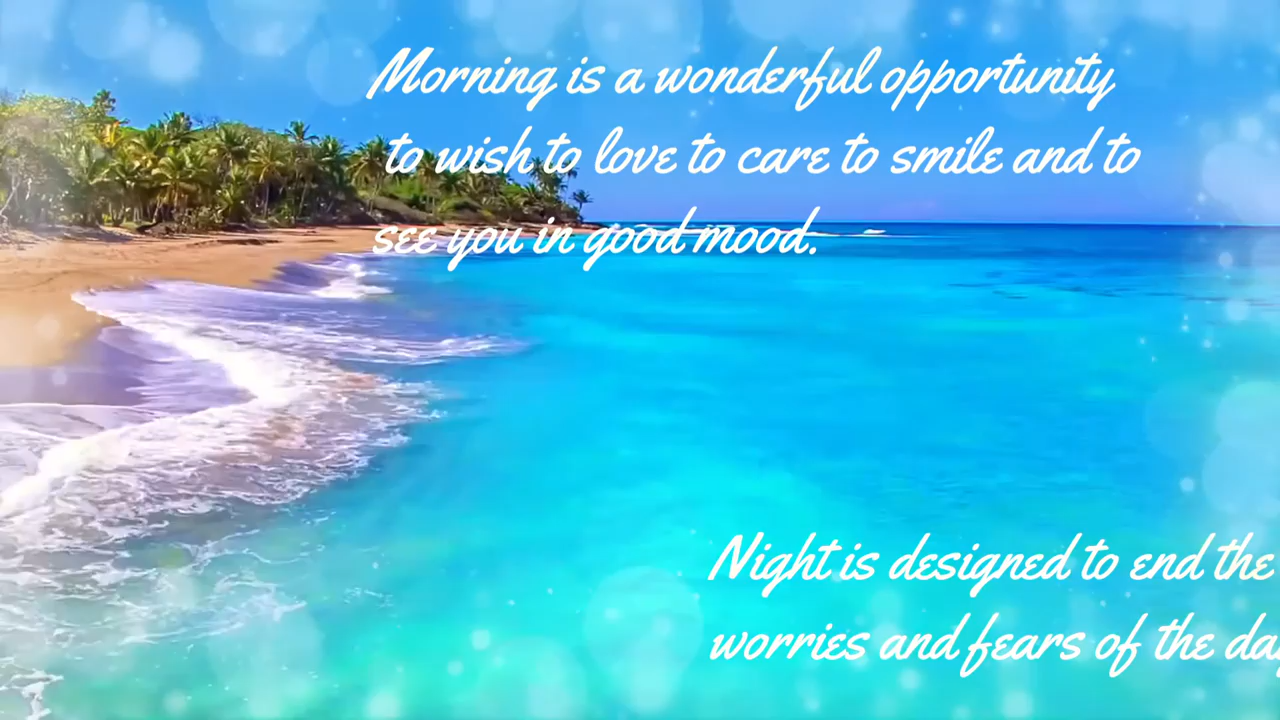 Morning is a wonderful opportunity
to wish to love to care to smile and to
see you in good mood.
Night is designed to end the
worries and fears of the